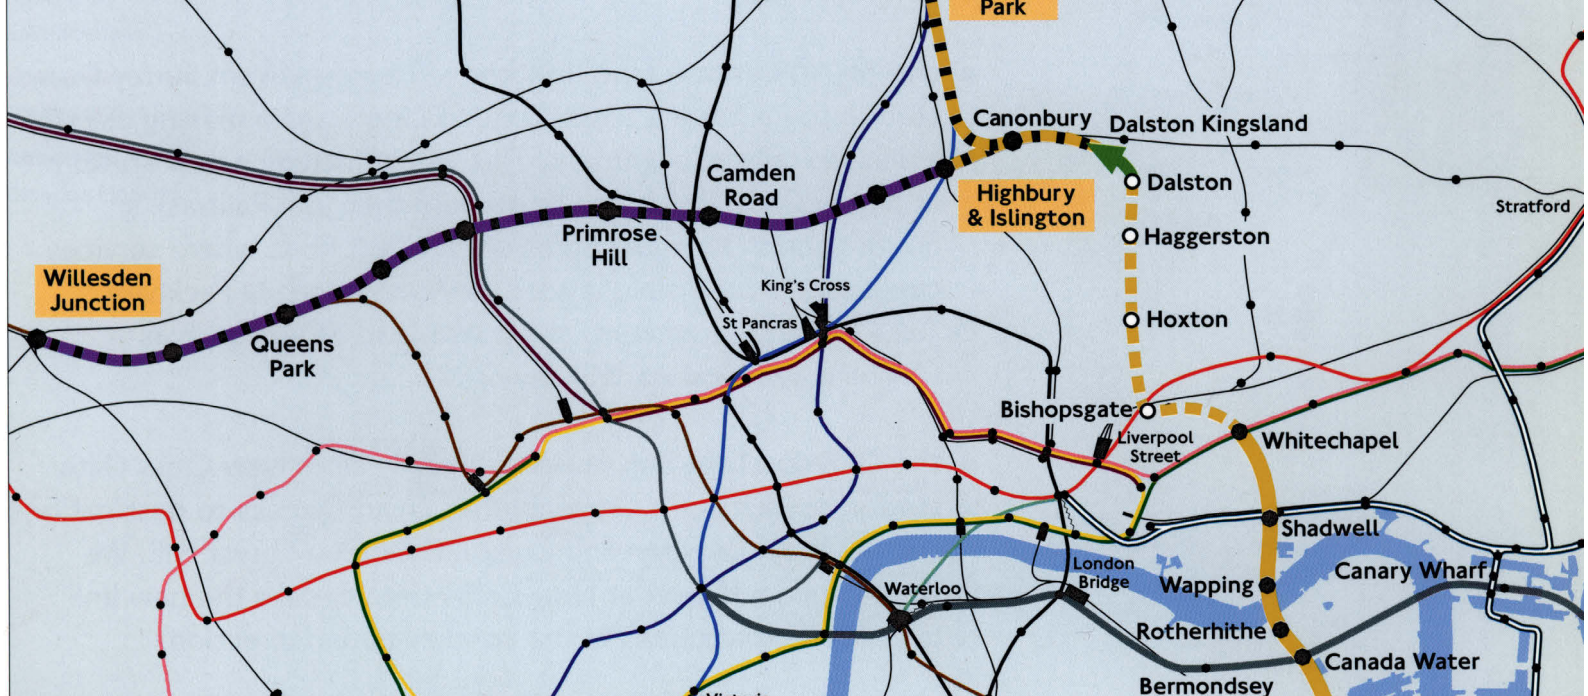 Park
Canonbury
Dalston Kingsland
Camden
Road
Highbury
& Islington
Dalston
Stratford
Primrose
Hill
Haggerston
Willesden
Junction
King's Cross
St Pancras
Hoxton
Queens
Park
Bishopsgate
Liverpool
Street
Whitechapel
Shadwell
London
Bridge
Canary Wharf
Waterloo
Wapping
Rotherhithe
Canada Water
Bermondsey